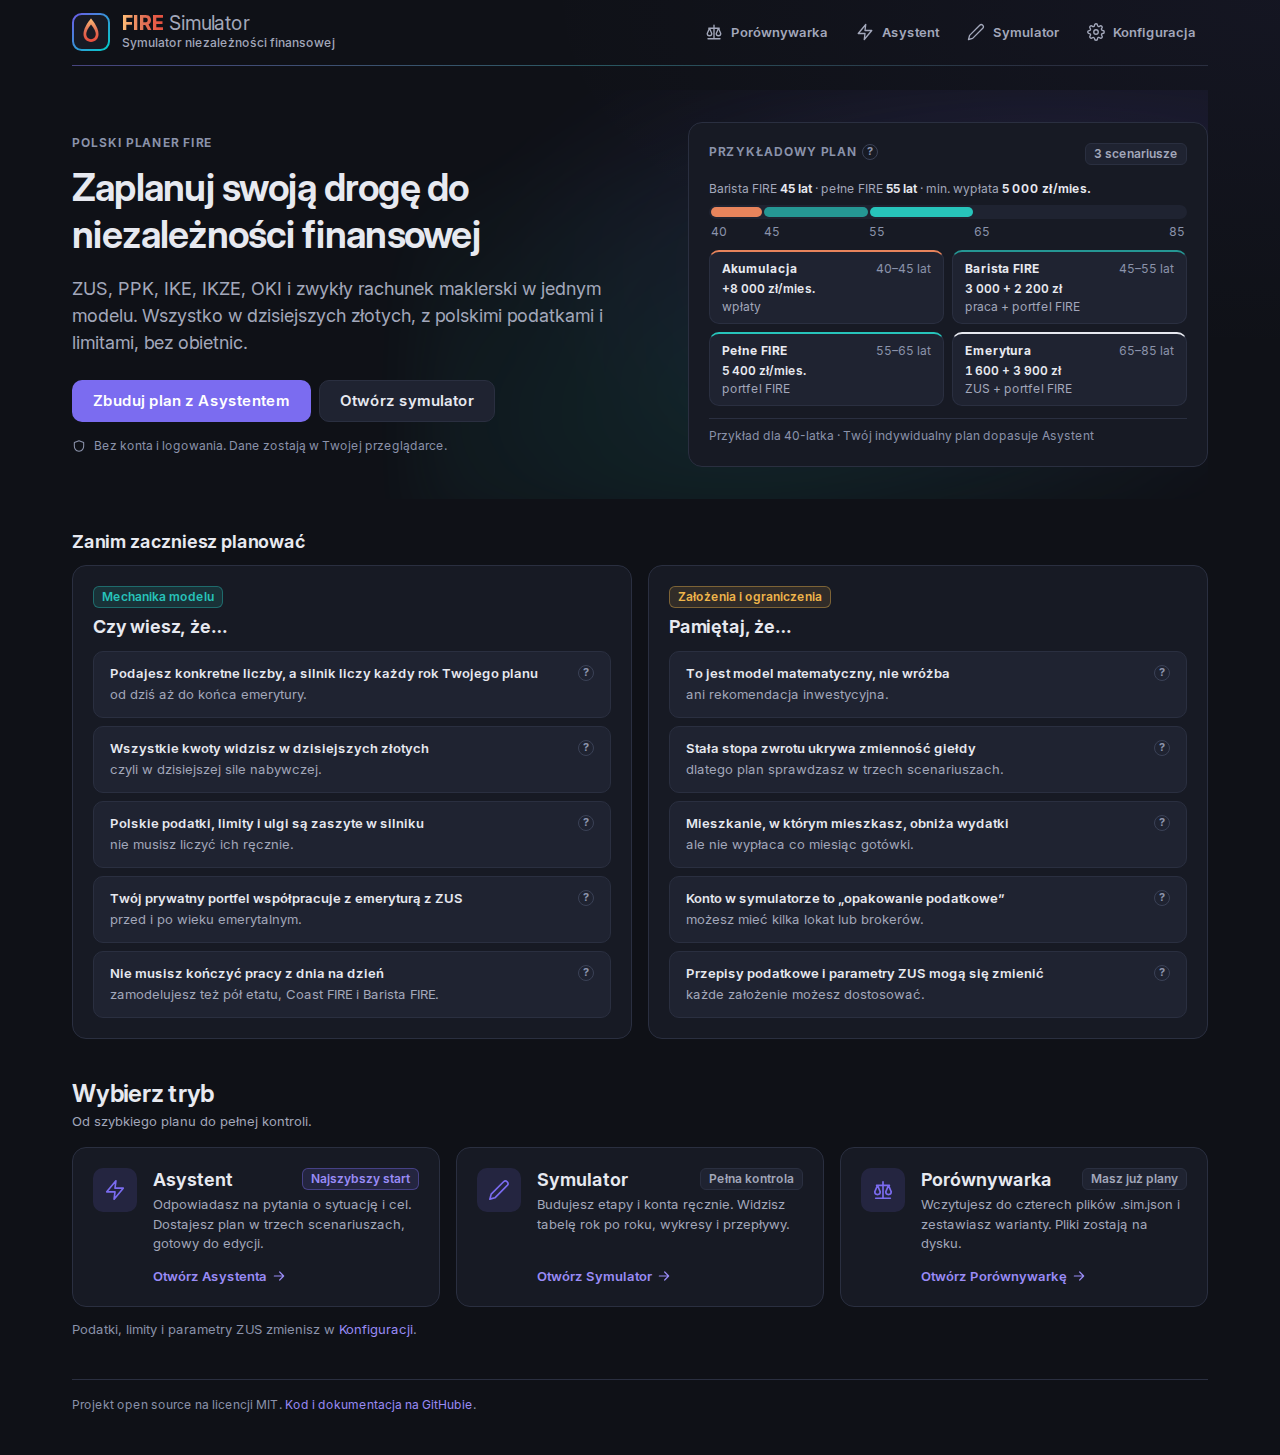 FIRE Simulator
Symulator niezależności finansowej
Porównywarka
Asystent
Symulator
Konfiguracja
POLSKI PLANER FIRE
Zaplanuj swoją drogę do
niezależności finansowej
ZUS, PPK, IKE, IKZE, OKI i zwykły rachunek maklerski w jednym
modelu. Wszystko w dzisiejszych złotych, z polskimi podatkami i
limitami, bez obietnic.
Zbuduj plan z Asystentem
Otwórz symulator
Bez konta i logowania. Dane zostają w Twojej przeglądarce.
PRZYKŁADOWY PLAN ?
3 scenariusze
Barista FIRE 45 lat · pełne FIRE 55 lat · min. wypłata 5 000 zł/mies.
40 45 55 65 85
Akumulacja 40–45 lat
+8 000 zł/mies.
wpłaty
Barista FIRE 45–55 lat
3 000 + 2 200 zł
praca + portfel FIRE
Pełne FIRE 55–65 lat
5 400 zł/mies.
portfel FIRE
Emerytura 65–85 lat
1 600 + 3 900 zł
ZUS + portfel FIRE
Przykład dla 40-latka · Twój indywidualny plan dopasuje Asystent
Zanim zaczniesz planować
Mechanika modelu
Czy wiesz, że...
Podajesz konkretne liczby, a silnik liczy każdy rok Twojego planu ?
od dziś aż do końca emerytury.
Wszystkie kwoty widzisz w dzisiejszych złotych ?
czyli w dzisiejszej sile nabywczej.
Polskie podatki, limity i ulgi są zaszyte w silniku ?
nie musisz liczyć ich ręcznie.
Twój prywatny portfel współpracuje z emeryturą z ZUS ?
przed i po wieku emerytalnym.
Nie musisz kończyć pracy z dnia na dzień ?
zamodelujesz też pół etatu, Coast FIRE i Barista FIRE.
Założenia i ograniczenia
Pamiętaj, że...
To jest model matematyczny, nie wróżba ?
ani rekomendacja inwestycyjna.
Stała stopa zwrotu ukrywa zmienność giełdy ?
dlatego plan sprawdzasz w trzech scenariuszach.
Mieszkanie, w którym mieszkasz, obniża wydatki ?
ale nie wypłaca co miesiąc gotówki.
Konto w symulatorze to „opakowanie podatkowe” ?
możesz mieć kilka lokat lub brokerów.
Przepisy podatkowe i parametry ZUS mogą się zmienić ?
każde założenie możesz dostosować.
Wybierz tryb
Od szybkiego planu do pełnej kontroli.
Asystent
Najszybszy start
Odpowiadasz na pytania o sytuację i cel.
Dostajesz plan w trzech scenariuszach,
gotowy do edycji.
Otwórz Asystenta →
Symulator
Pełna kontrola
Budujesz etapy i konta ręcznie. Widzisz
tabelę rok po roku, wykresy i przepływy.
Otwórz Symulator →
Porównywarka
Masz już plany
Wczytujesz do czterech plików .sim.json i
zestawiasz warianty. Pliki zostają na
dysku.
Otwórz Porównywarkę →
Podatki, limity i parametry ZUS zmienisz w Konfiguracji.
Projekt open source na licencji MIT. Kod i dokumentacja na GitHubie.